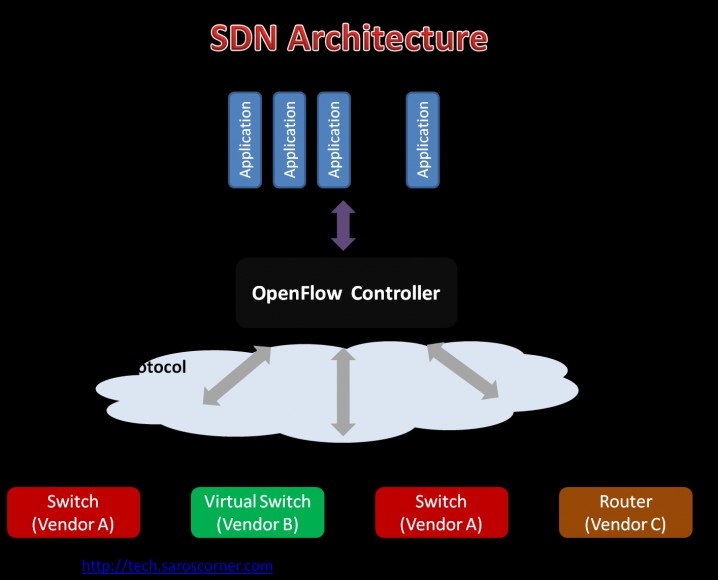 SDN Architecture
Application
Application
Application
Application
OpenFlow Controller
otocol
Switch
(Vendor A)
Virtual Switch
(Vendor B)
Switch
(Vendor A)
Router
(Vendor C)
http://tech.saroscorner.com